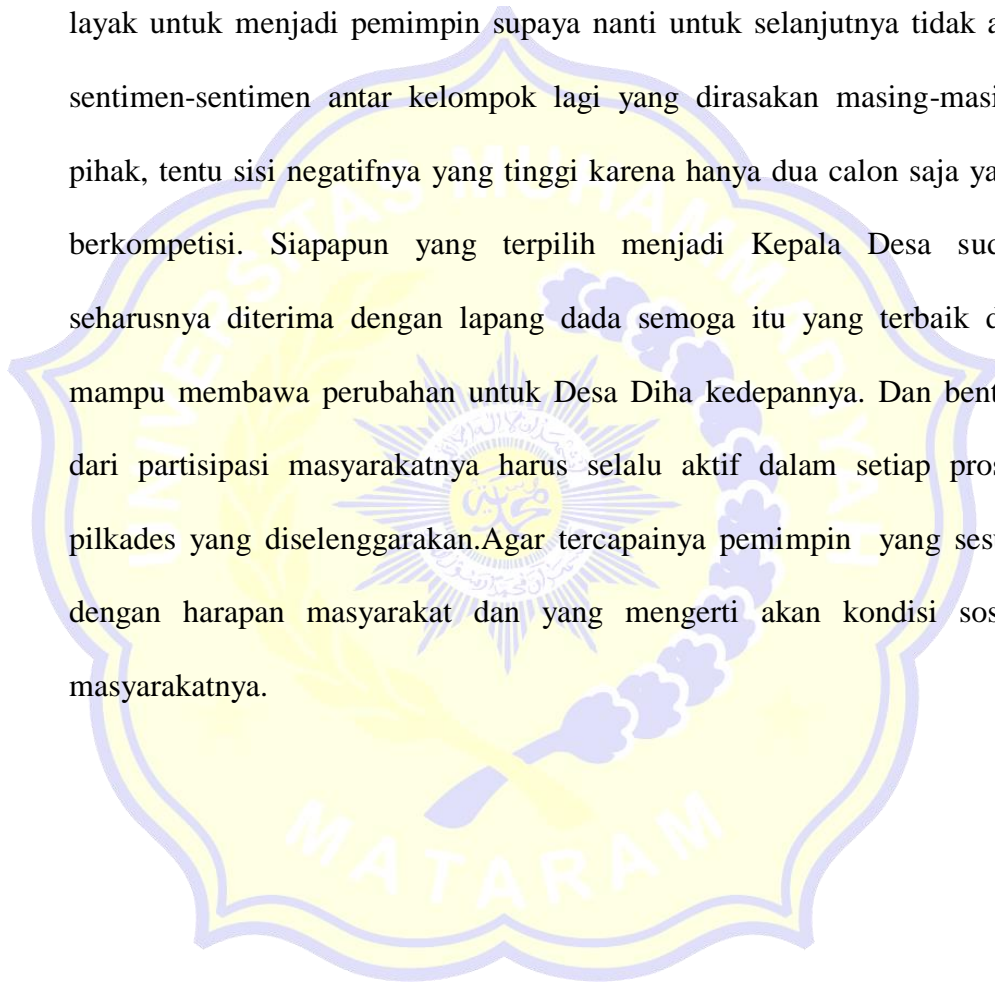 layak untuk menjadi pemimpin supaya nanti untuk selanjutnya tidak a
sentimen-sentimen antar kelompok lagi yang dirasakan masing-masi
pihak, tentu sisi negatifnya yang tinggi karena hanya dua calon saja ya
berkompetisi. Siapapun yang terpilih menjadi Kepala Desa sud
seharusnya diterima dengan lapang dada semoga itu yang terbaik d
mampu membawa perubahan untuk Desa Diha kedepannya. Dan bent
dari partisipasi masyarakatnya harus selalu aktif dalam setiap pros
pilkades yang diselenggarakan.Agar tercapainya pemimpin yang sesu
dengan harapan masyarakat dan yang mengerti akan kondisi sos
masyarakatnya.
UNIVERSITAS MUHAMMADIYAH
MATARAM